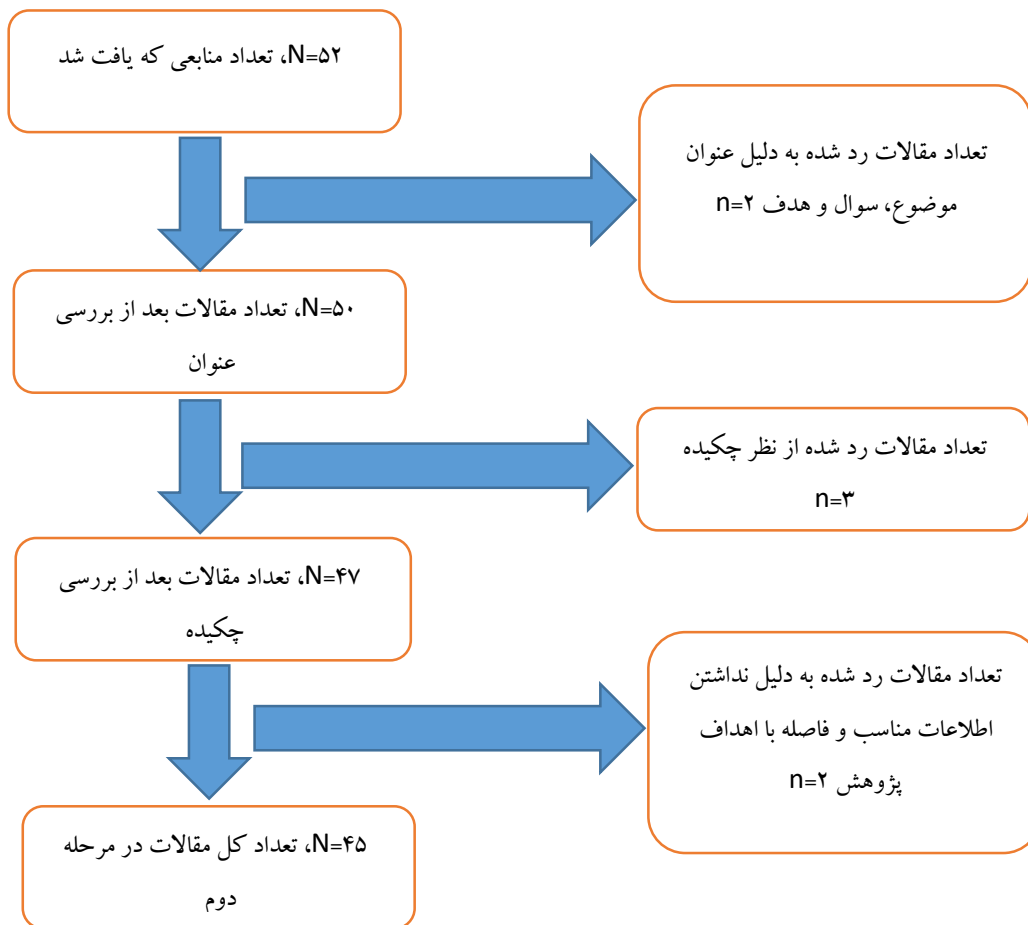 N=۵۲، تعداد منابعی که یافت شد
تعداد مقالات رد شده به دلیل عنوان
موضوع، سوال و هدف n=۲
N=۵۰، تعداد مقالات بعد از بررسی
عنوان
تعداد مقالات رد شده از نظر چکیده
n=۳
N=۴۷، تعداد مقالات بعد از بررسی
چکیده
تعداد مقالات رد شده به دلیل نداشتن
اطلاعات مناسب و فاصله با اهداف
پژوهش n=۲
N=۴۵، تعداد کل مقالات در مرحله
دوم